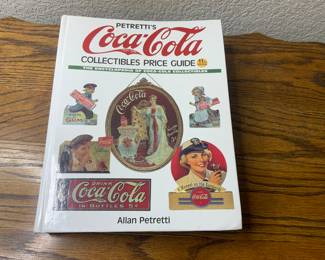 PETRETTI'S
Coca-Cola
COLLECTIBLES PRICE GUIDE
THE ENCYCLOPEDIA OF COCA-COLA COLLECTIBLES
Coca-Cola
DRINK
Coca-Cola
IN BOTTLES 5¢
Coca-Cola
Allan Petretti